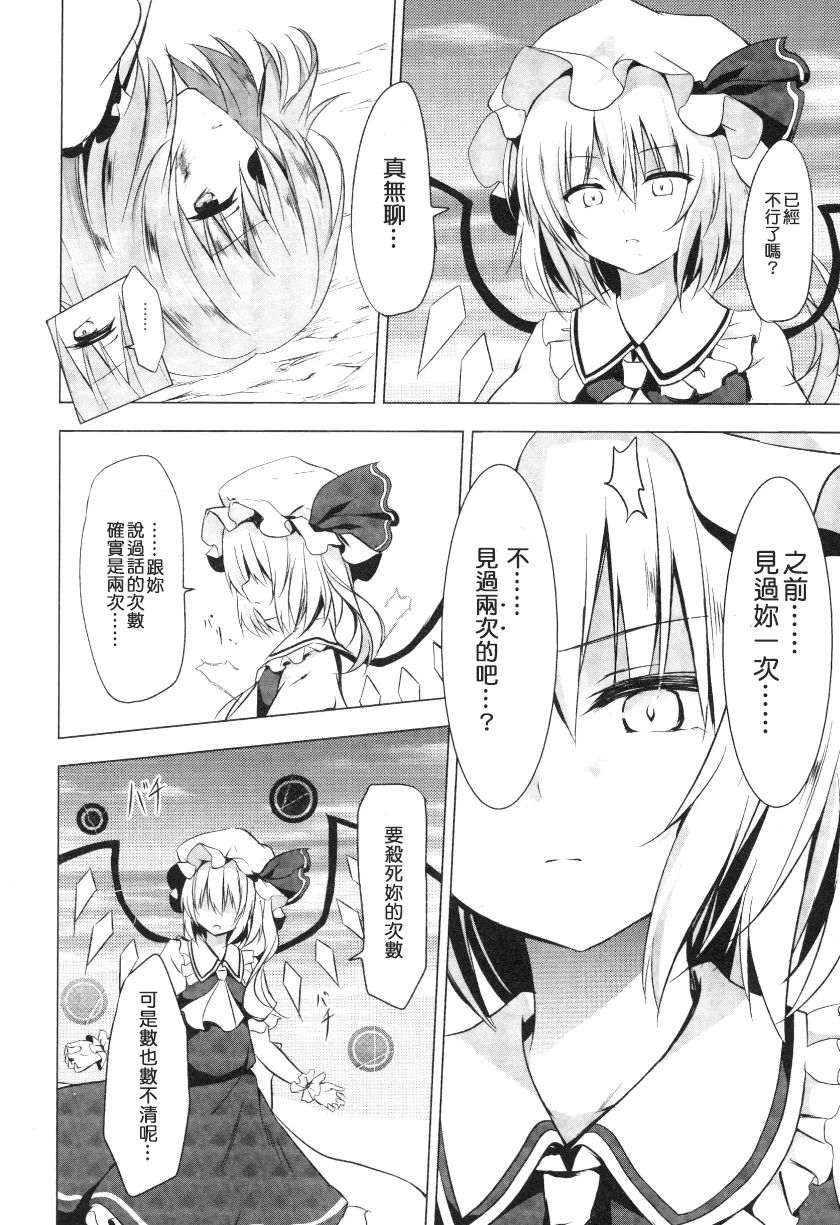 已經
不行了嗎？
真無聊…
……
之前……
見過妳一次……
不……
見過兩次的吧…？
……跟妳
說過話的次數
確實是兩次……
バチ
要殺死妳的次數
バチ
可是數也數不清呢…